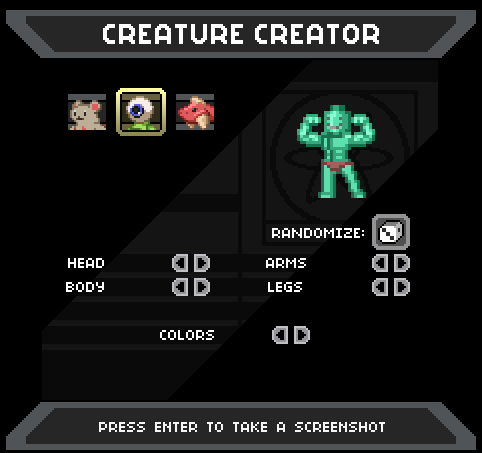 CREATURE CREATOR
RANDOMIZE:
HEAD
ARMS
BODY
LEGS
COLORS
PRESS ENTER TO TAKE A SCREENSHOT